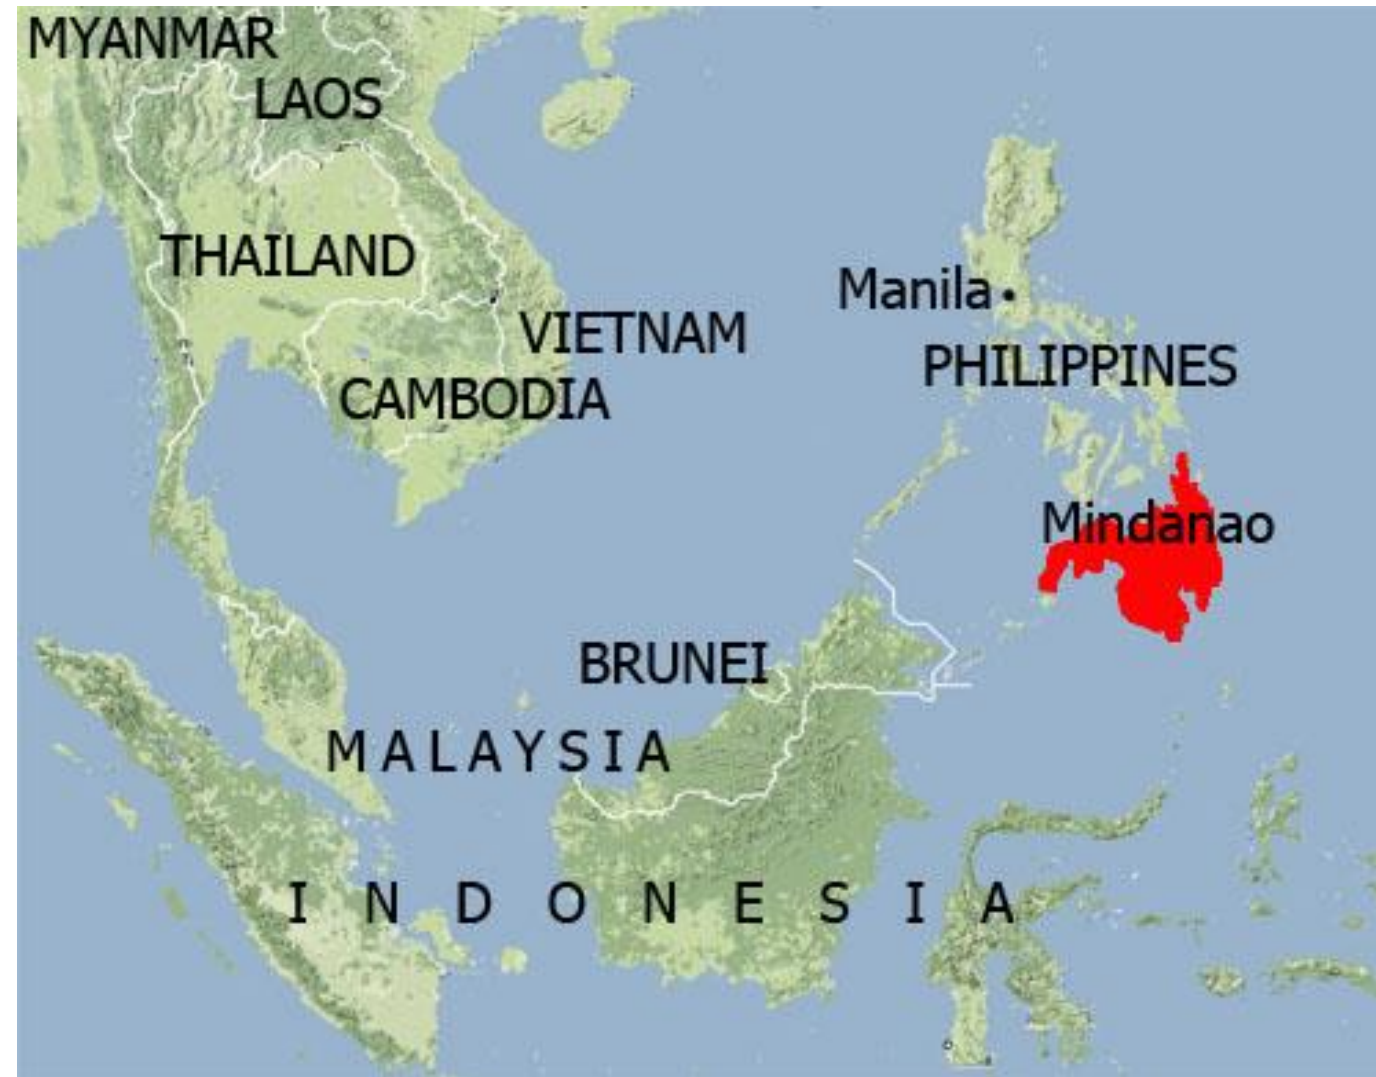 MYANMAR
LAOS
THAILAND
Manila
VIETNAM
PHILIPPINES
CAMBODIA
Mindanao
BRUNEI
MALAYSIA
INDONESIA